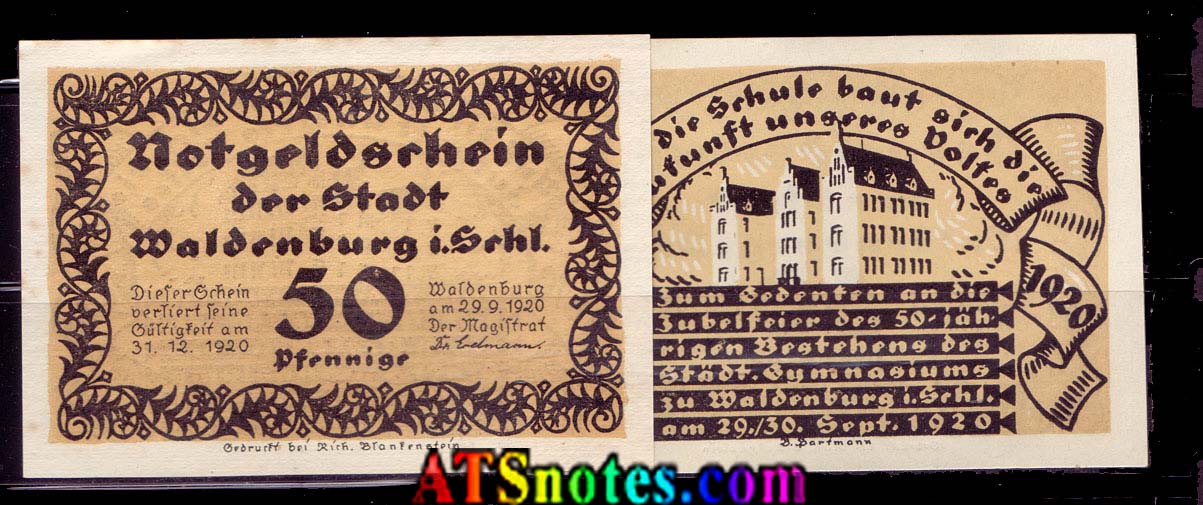 Notgeldschein
der Stadt
Waldenburg i. Schl.
50
Pfennige
Dieser Schein
verliert seine
Gültigkeit am
31. 12. 1920
Waldenburg
am 29. 9. 1920
Der Magistrat
Gedruckt bei Rich. Blankenstein
die Schule baut sich die
unseres Volkes
1920
Zum Gedenken an die
Jubelfeier des 50-jäh
rigen Bestehens des
Städt. Gymnasiums
zu Waldenburg i. Schl.
am 29./30. Sept. 1920
ATSnotes.com